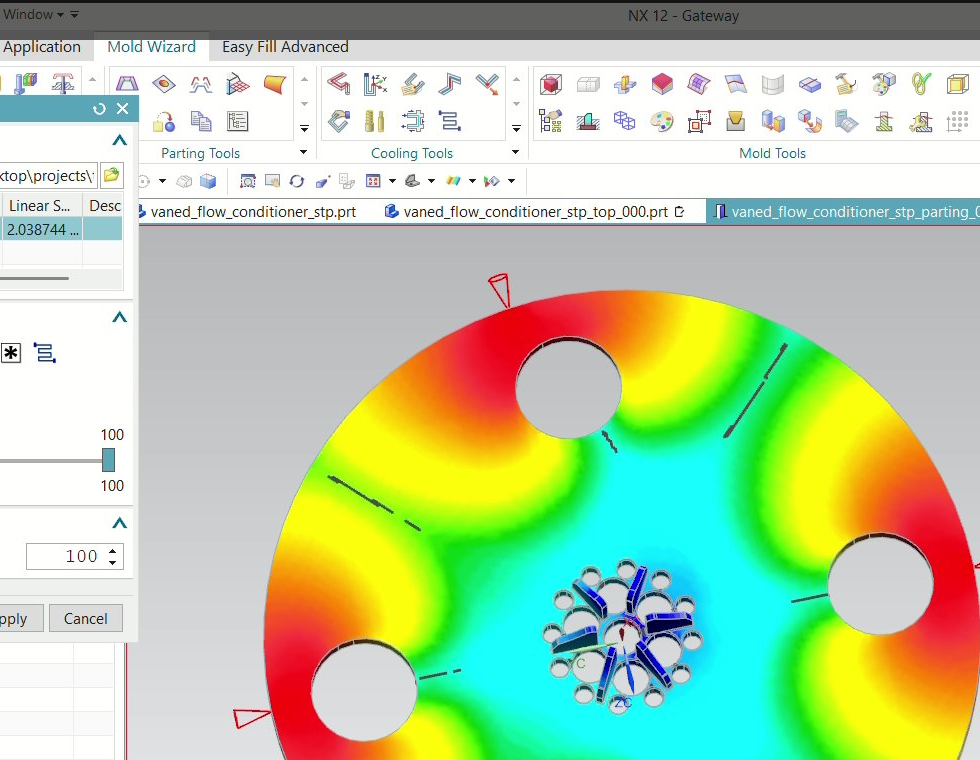 Window
NX 12 - Gateway
Application
Mold Wizard
Easy Fill Advanced
Parting Tools
Cooling Tools
Mold Tools
ktop\projects\
Linear S...
Desc
2.038744 ...
vaned_flow_conditioner_stp.prt
vaned_flow_conditioner_stp_top_000.prt
vaned_flow_conditioner_stp_parting_0
*
100
100
100
pply
Cancel
C
ZC